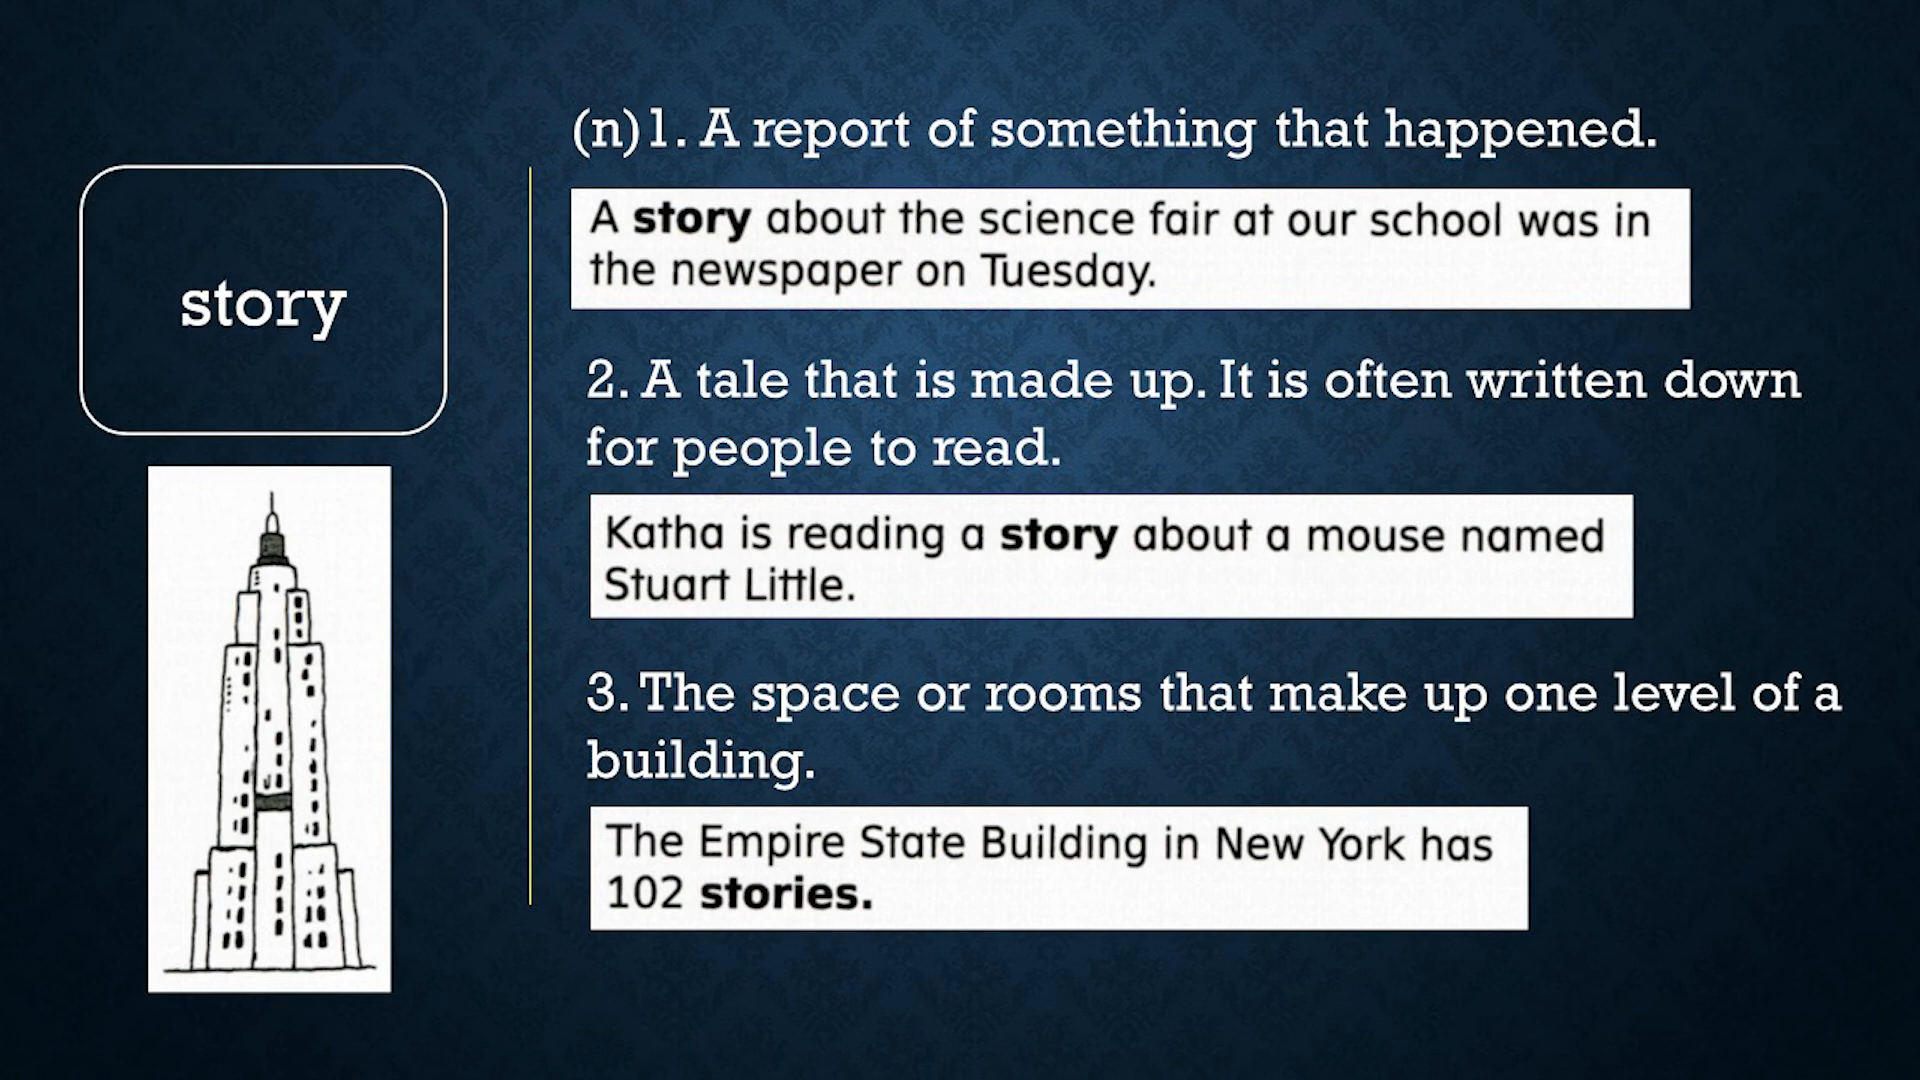 story
(n)1. A report of something that happened.
A story about the science fair at our school was in
the newspaper on Tuesday.
2. A tale that is made up. It is often written down
for people to read.
Katha is reading a story about a mouse named
Stuart Little.
3. The space or rooms that make up one level of a
building.
The Empire State Building in New York has
102 stories.